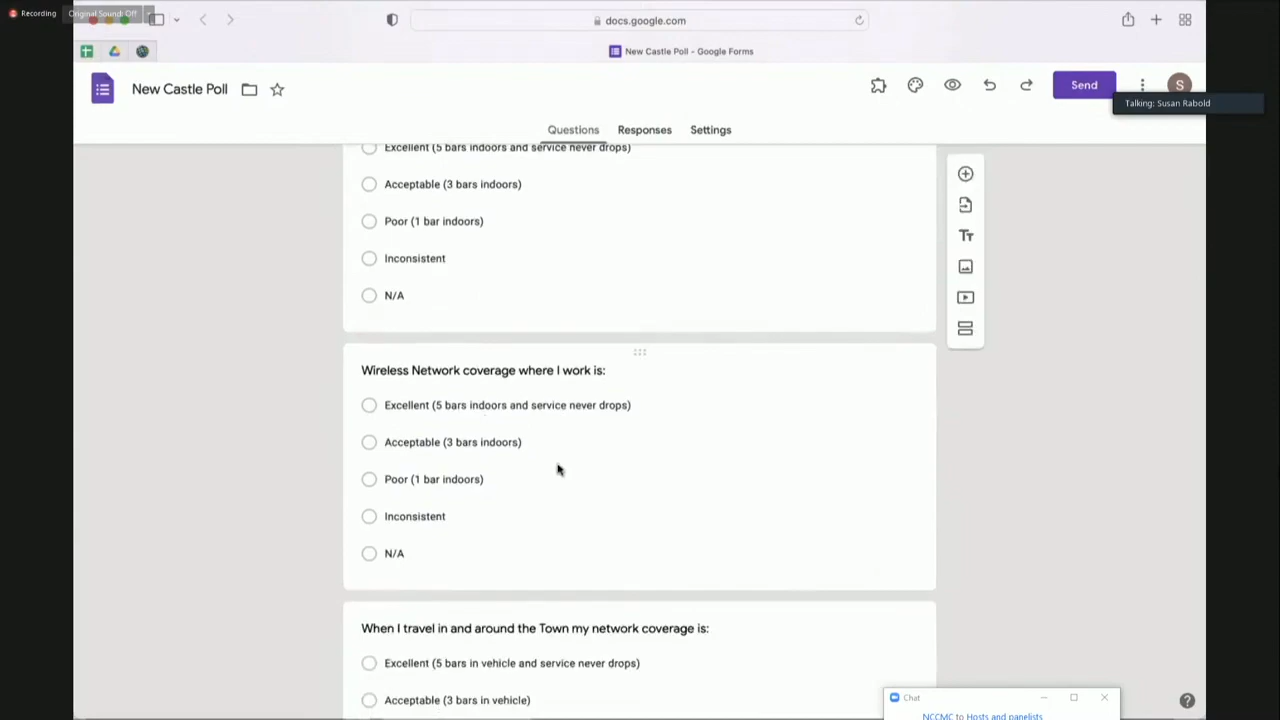 Recording
Original Sound: Off
docs.google.com
New Castle Poll - Google Forms
New Castle Poll
Send
S
Talking: Susan Rabold
Questions
Responses
Settings
Excellent (5 bars indoors and service never drops)
Acceptable (3 bars indoors)
Poor (1 bar indoors)
Inconsistent
N/A
Wireless Network coverage where I work is:
Excellent (5 bars indoors and service never drops)
Acceptable (3 bars indoors)
Poor (1 bar indoors)
Inconsistent
N/A
When I travel in and around the Town my network coverage is:
Excellent (5 bars in vehicle and service never drops)
Acceptable (3 bars in vehicle)
Chat
NCCMC to Hosts and panelists